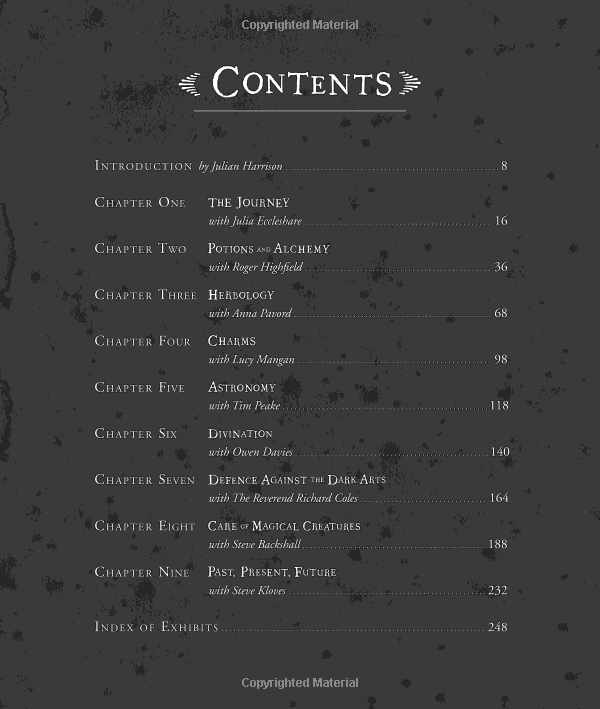 Copyrighted Material
Contents
Introduction by Julian Harrison 8
Chapter One The Journey
with Julia Eccleshare 16
Chapter Two Potions and Alchemy
with Roger Highfield 36
Chapter Three Herbology
with Anna Pavord 68
Chapter Four Charms
with Lucy Mangan 98
Chapter Five Astronomy
with Tim Peake 118
Chapter Six Divination
with Owen Davies 140
Chapter Seven Defence Against the Dark Arts
with The Reverend Richard Coles 164
Chapter Eight Care of Magical Creatures
with Steve Backshall 188
Chapter Nine Past, Present, Future
with Steve Kloves 232
Index of Exhibits 248
Copyrighted Material